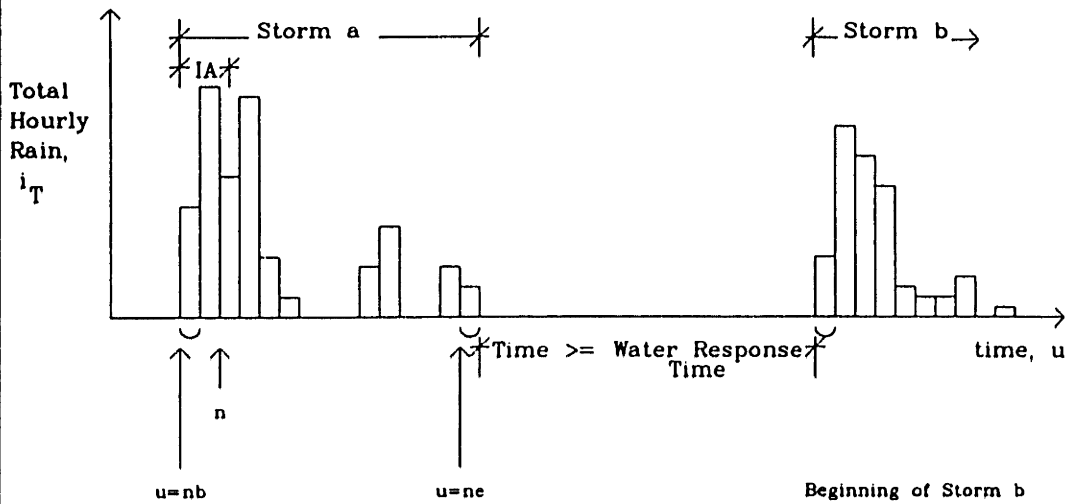 Storm a
Storm b
IA
Total
Hourly
Rain,
i_T
Time >= Water Response
Time
time, u
n
u=nb
u=ne
Beginning of Storm b